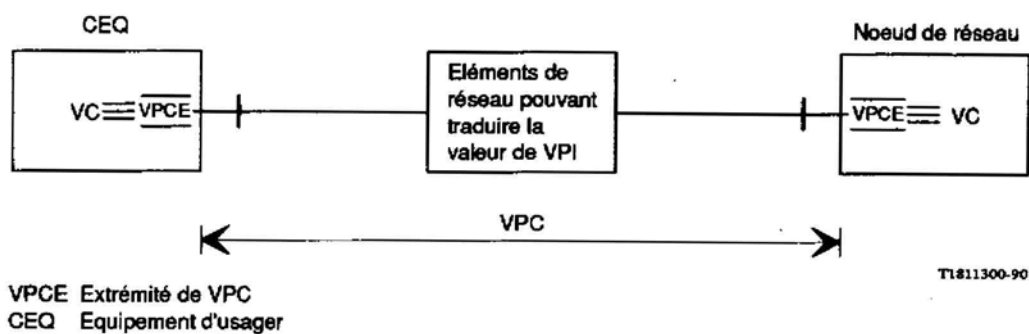 CEQ
Noeud de réseau
VC VPCE
Eléments de
réseau pouvant
traduire la
valeur de VPI
VPCE VC
VPC
T1811300-90
VPCE Extrémité de VPC
CEQ Equipement d'usager